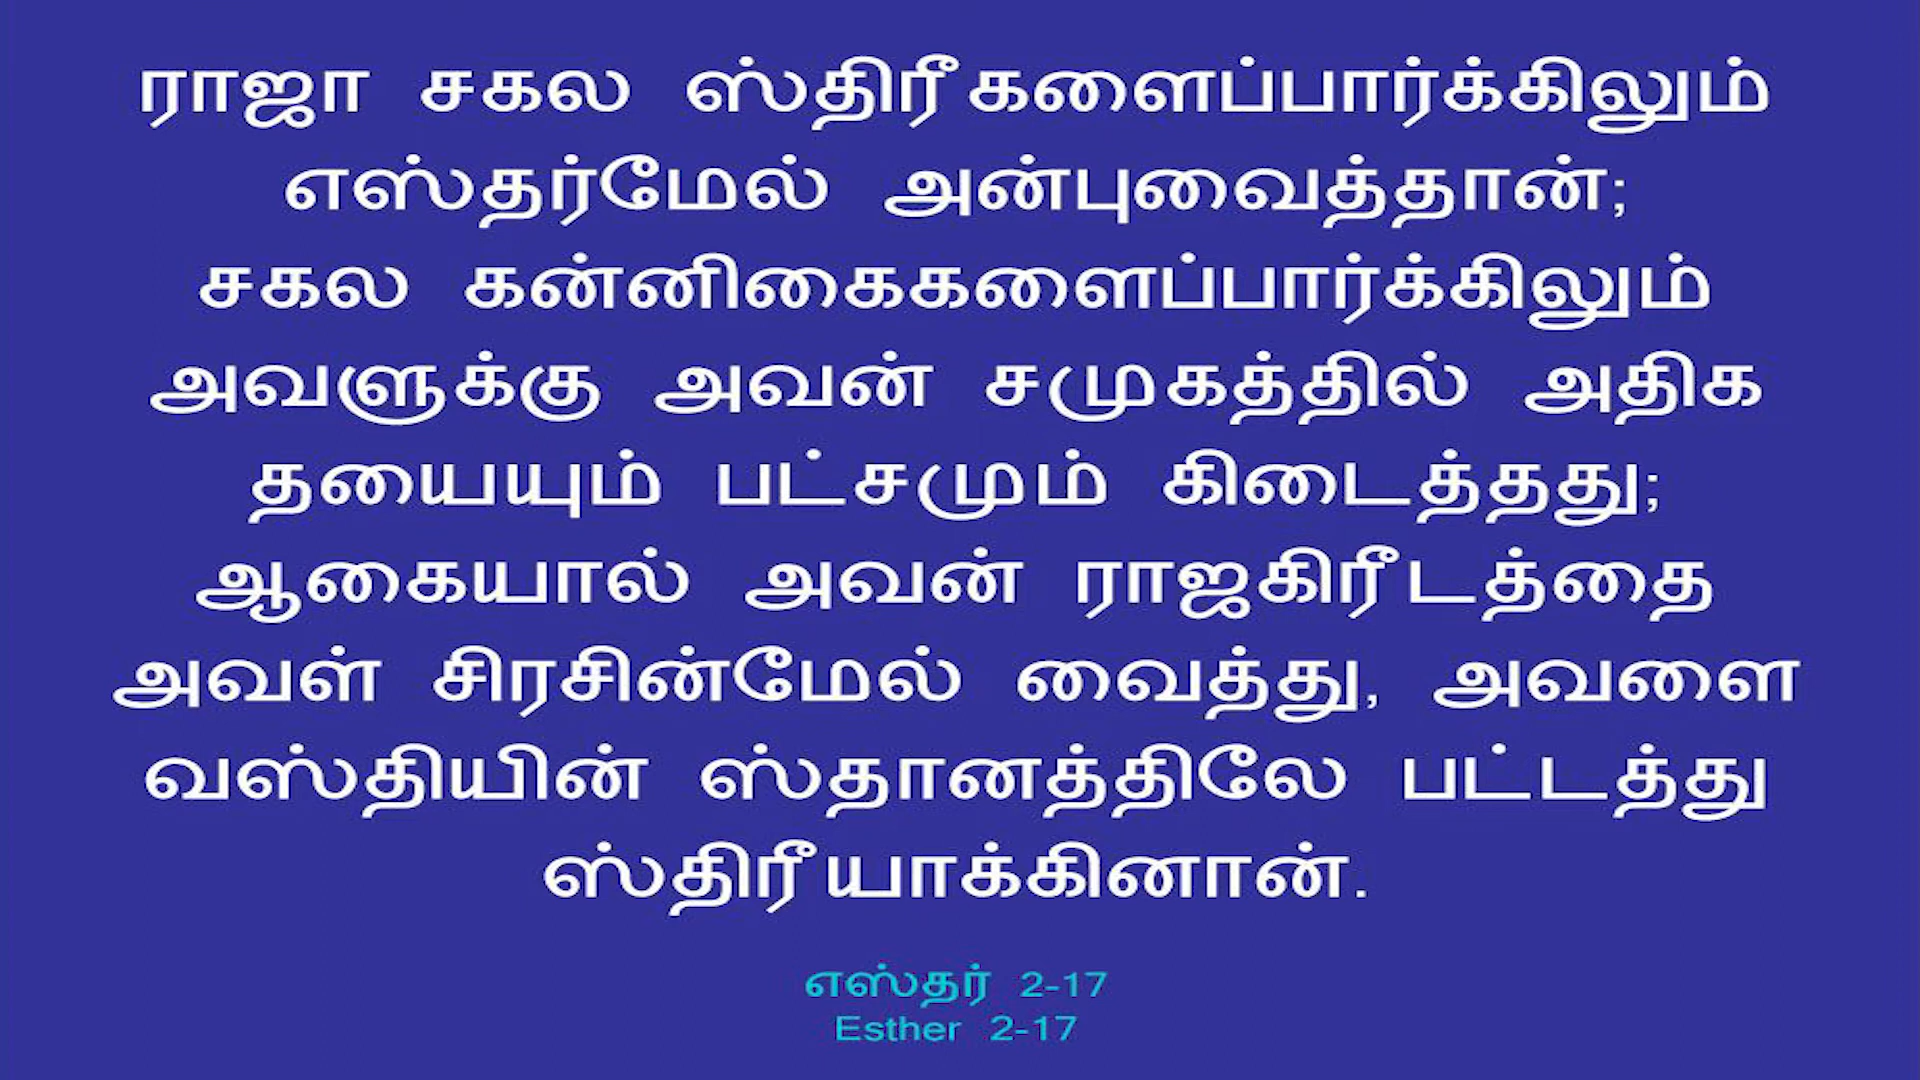 ராஜா சகல ஸ்திரீகளைப்பார்க்கிலும்
எஸ்தர்மேல் அன்புவைத்தான்;
சகல கன்னிகைகளைப்பார்க்கிலும்
அவளுக்கு அவன் சமுகத்தில் அதிக
தயையும் பட்சமும் கிடைத்தது;
ஆகையால் அவன் ராஜகிரீடத்தை
அவள் சிரசின்மேல் வைத்து, அவளை
வஸ்தியின் ஸ்தானத்திலே பட்டத்து
ஸ்திரீயாக்கினான்.
எஸ்தர் 2-17
Esther 2-17